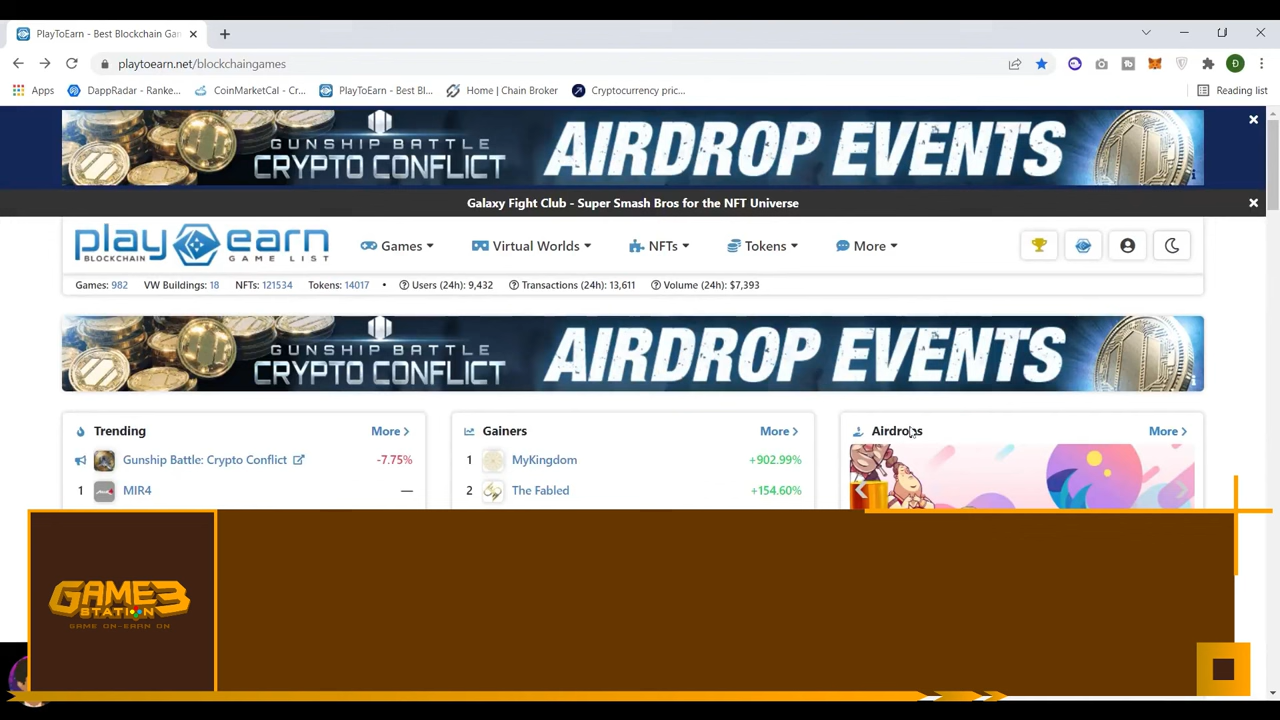 PlayToEarn - Best Blockchain Gan
playtoearn.net/blockchaingames
Apps
DappRadar - Ranke...
CoinMarketCal - Cr...
PlayToEarn - Best Bl...
Home | Chain Broker
Cryptocurrency pric...
Reading list
GUNSHIP BATTLE
CRYPTO CONFLICT
AIRDROP EVENTS
Galaxy Fight Club - Super Smash Bros for the NFT Universe
play earn
BLOCKCHAIN GAME LIST
Games
Virtual Worlds
NFTs
Tokens
More
Games: 982 VW Buildings: 18 NFTs: 121534 Tokens: 14017 • Users (24h): 9,432 Transactions (24h): 13,611 Volume (24h): $7,393
GUNSHIP BATTLE
CRYPTO CONFLICT
AIRDROP EVENTS
Trending More
Gunship Battle: Crypto Conflict -7.75%
1 MIR4 —
Gainers More
1 MyKingdom +902.99%
2 The Fabled +154.60%
Airdrops More
GAME3
STATION
GAME ON-EARN ON